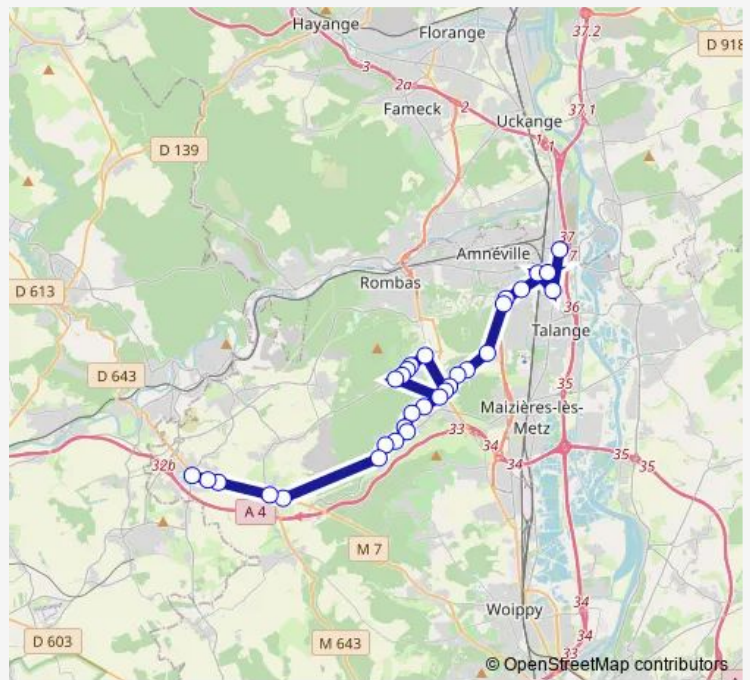 Hayange
Florange
37.2
D 918
3
2a
Fameck
2
37.1
Uckange
1.1
D 139
37
Amnéville
Rombas
D 613
36
Talange
D 643
35
Maizières-lès-
Metz
33
34
34
35
35
32b
A 4
M 7
Woippy
34
34
33
D 603
M 643
© OpenStreetMap contributors